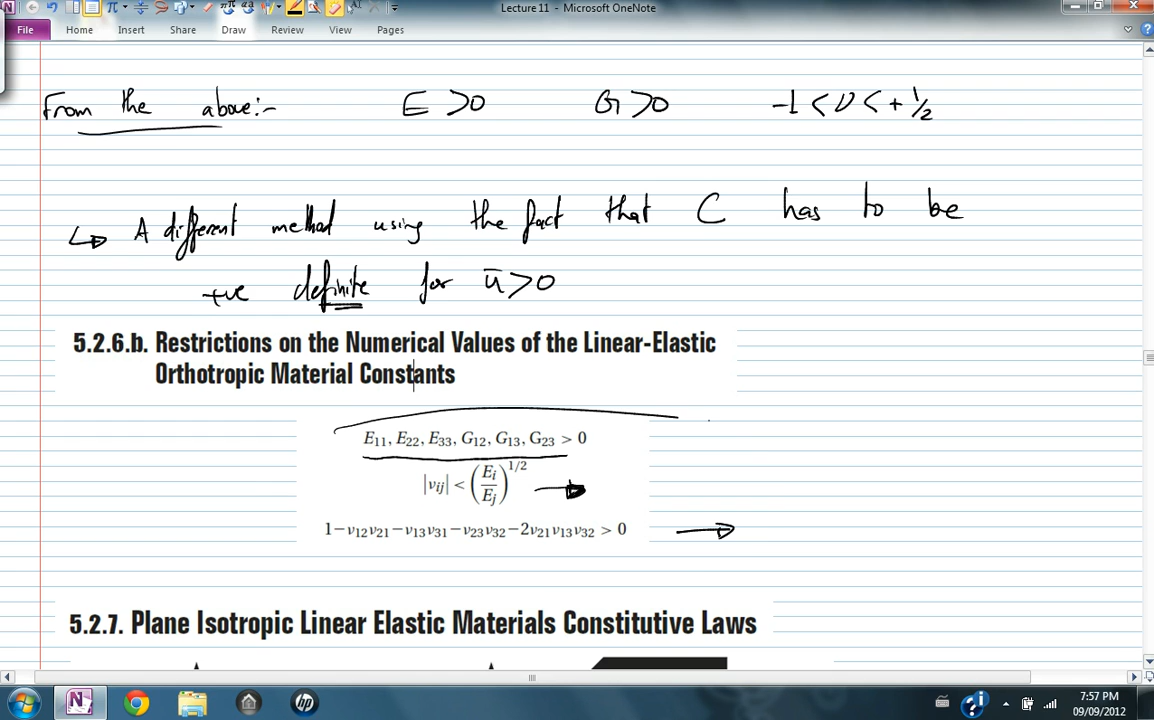 Lecture 11 - Microsoft OneNote
File Home Insert Share Draw Review View Pages
From the above:- E >0 G >0 -1 < ν < + 1/2
↳ A different method using the fact that C has to be
+ve definite for ū > 0
5.2.6.b. Restrictions on the Numerical Values of the Linear-Elastic
Orthotropic Material Constants
E₁₁, E₂₂, E₃₃, G₁₂, G₁₃, G₂₃ > 0
|νᵢⱼ| < (Eᵢ/Eⱼ)^1/2 →
1−ν₁₂ν₂₁−ν₁₃ν₃₁−ν₂₃ν₃₂−2ν₂₁ν₁₃ν₃₂ > 0 →
5.2.7. Plane Isotropic Linear Elastic Materials Constitutive Laws
7:57 PM
09/09/2012